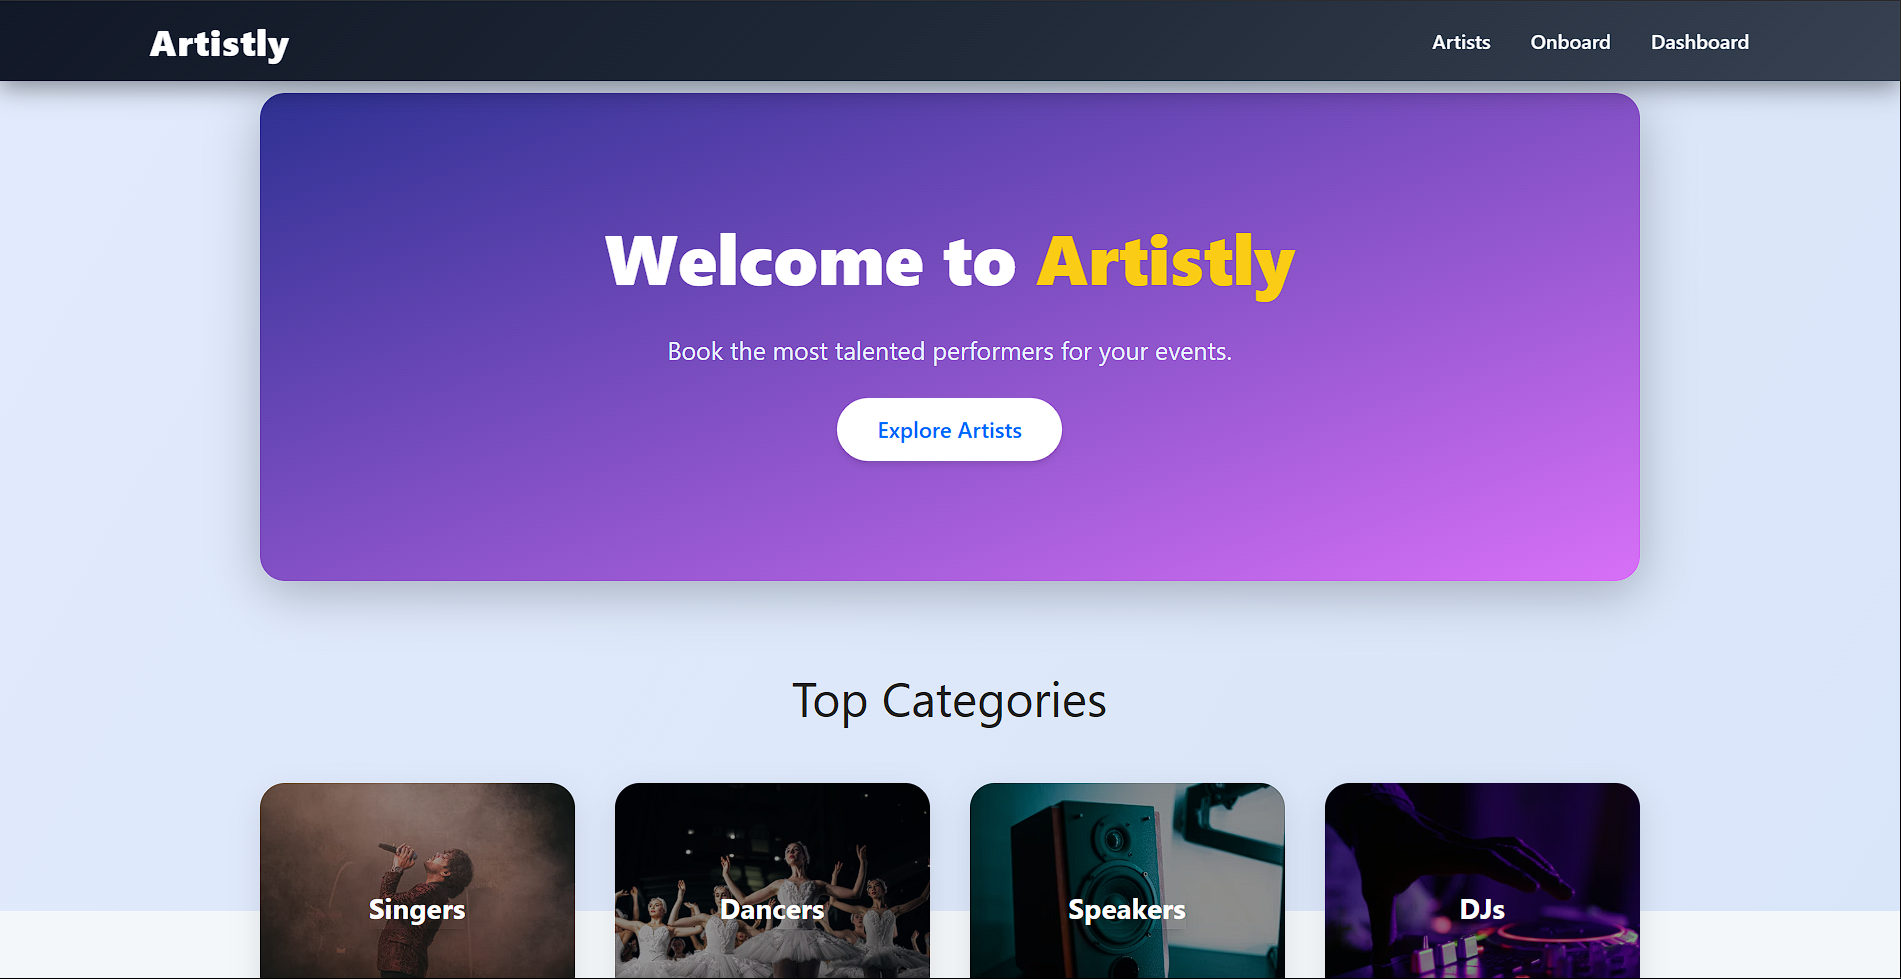 Artistly
Artists Onboard Dashboard
Welcome to Artistly
Book the most talented performers for your events.
Explore Artists
Top Categories
Singers
Dancers
Speakers
DJs